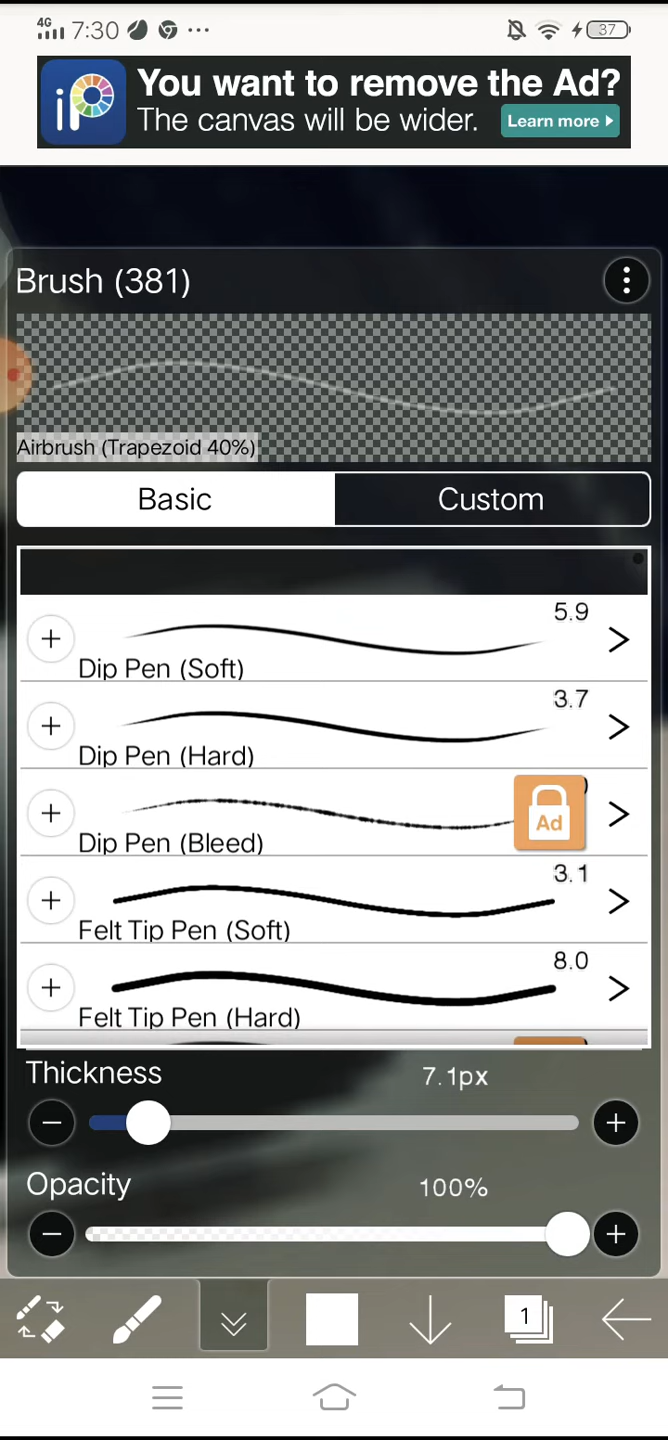 4G 7:30 37
iP You want to remove the Ad?
The canvas will be wider. Learn more
Brush (381)
Airbrush (Trapezoid 40%)
Basic Custom
5.9
Dip Pen (Soft)
3.7
Dip Pen (Hard)
Ad
Dip Pen (Bleed)
3.1
Felt Tip Pen (Soft)
8.0
Felt Tip Pen (Hard)
Thickness 7.1px
Opacity 100%
1